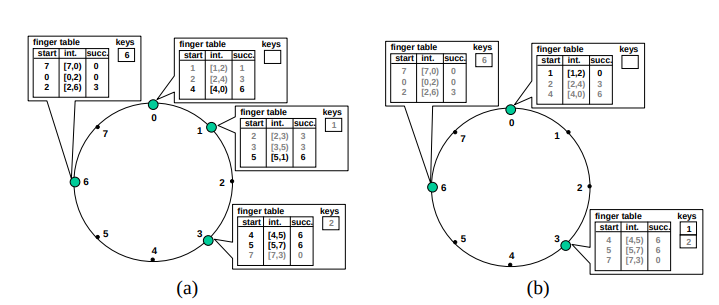 finger table keys
start int. succ.
6
7 [7,0) 0
0 [0,2) 0
2 [2,6) 3
finger table keys
start int. succ.
1 [1,2) 1
2 [2,4) 3
4 [4,0) 6
finger table keys
start int. succ.
1
2 [2,3) 3
3 [3,5) 3
5 [5,1) 6
finger table keys
start int. succ.
2
4 [4,5) 6
5 [5,7) 6
7 [7,3) 0
0
1
2
3
4
5
6
7
(a)
finger table keys
start int. succ.
6
7 [7,0) 0
0 [0,2) 0
2 [2,6) 3
finger table keys
start int. succ.
1 [1,2) 0
2 [2,4) 3
4 [4,0) 6
finger table keys
start int. succ.
1
2
4 [4,5) 6
5 [5,7) 6
7 [7,3) 0
0
1
2
3
4
5
6
7
(b)